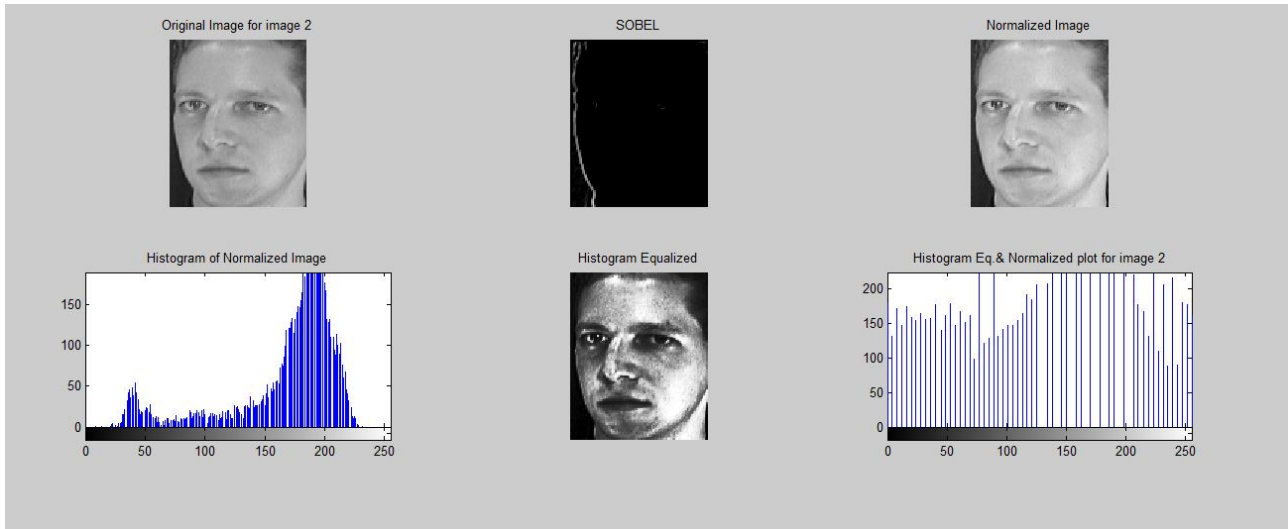 Original Image for image 2
SOBEL
Normalized Image
Histogram of Normalized Image
Histogram Equalized
Histogram Eq.& Normalized plot for image 2
150
100
50
0
0 50 100 150 200 250
200
150
100
50
0
0 50 100 150 200 250